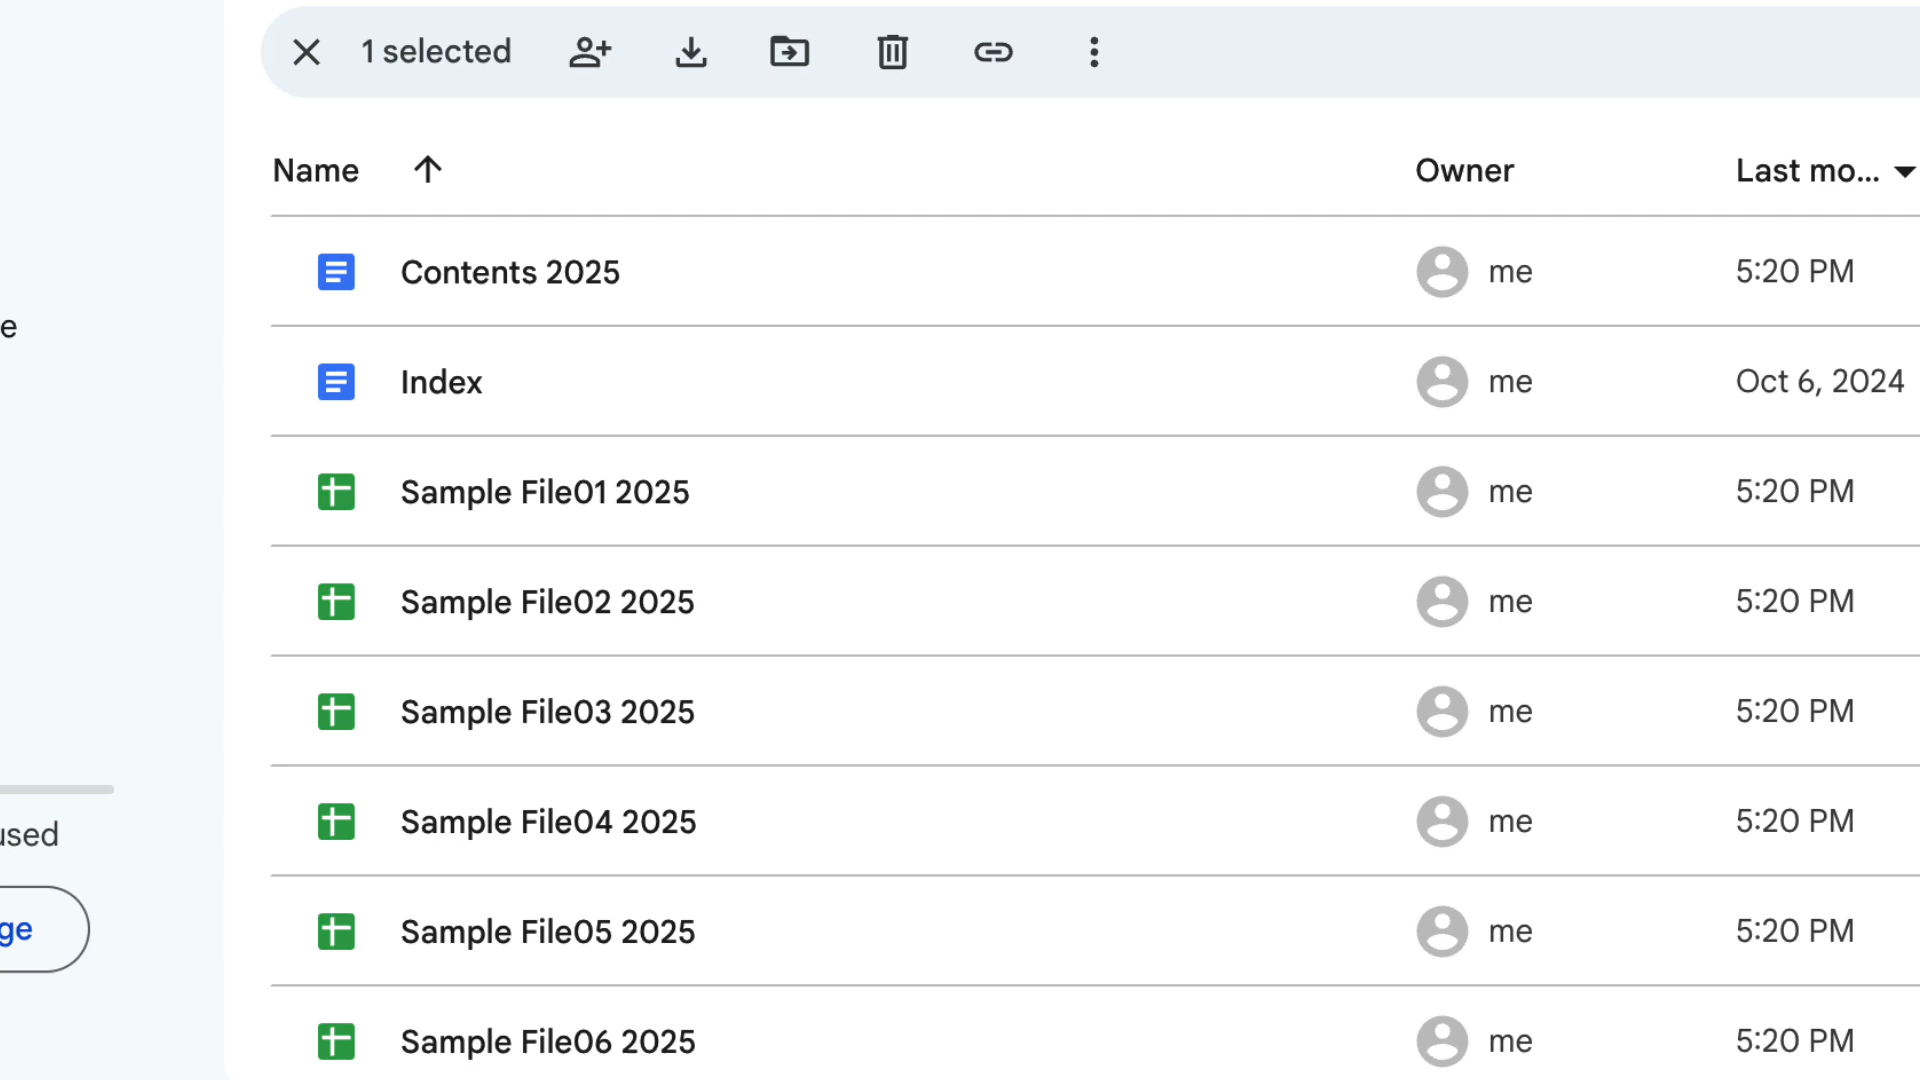 1 selected
Name
Owner
Last mo...
Contents 2025
me
5:20 PM
e
Index
me
Oct 6, 2024
Sample File01 2025
me
5:20 PM
Sample File02 2025
me
5:20 PM
Sample File03 2025
me
5:20 PM
used
Sample File04 2025
me
5:20 PM
ge
Sample File05 2025
me
5:20 PM
Sample File06 2025
me
5:20 PM